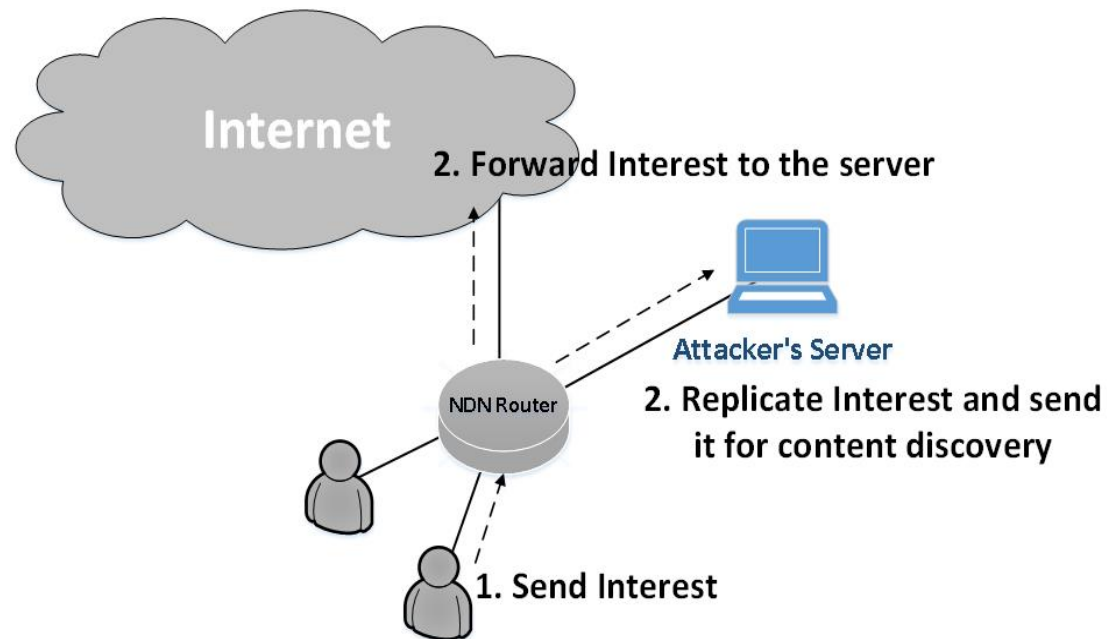 Internet
2. Forward Interest to the server
Attacker's Server
NDN Router
2. Replicate Interest and send
it for content discovery
1. Send Interest